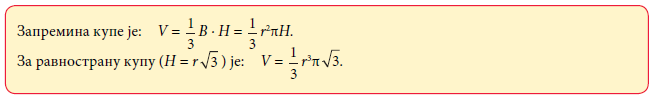 Запремина купе је: V = 1/3 B · H = 1/3 r²πH.
За равнострану купу (H = r√3) је: V = 1/3 r³π√3.